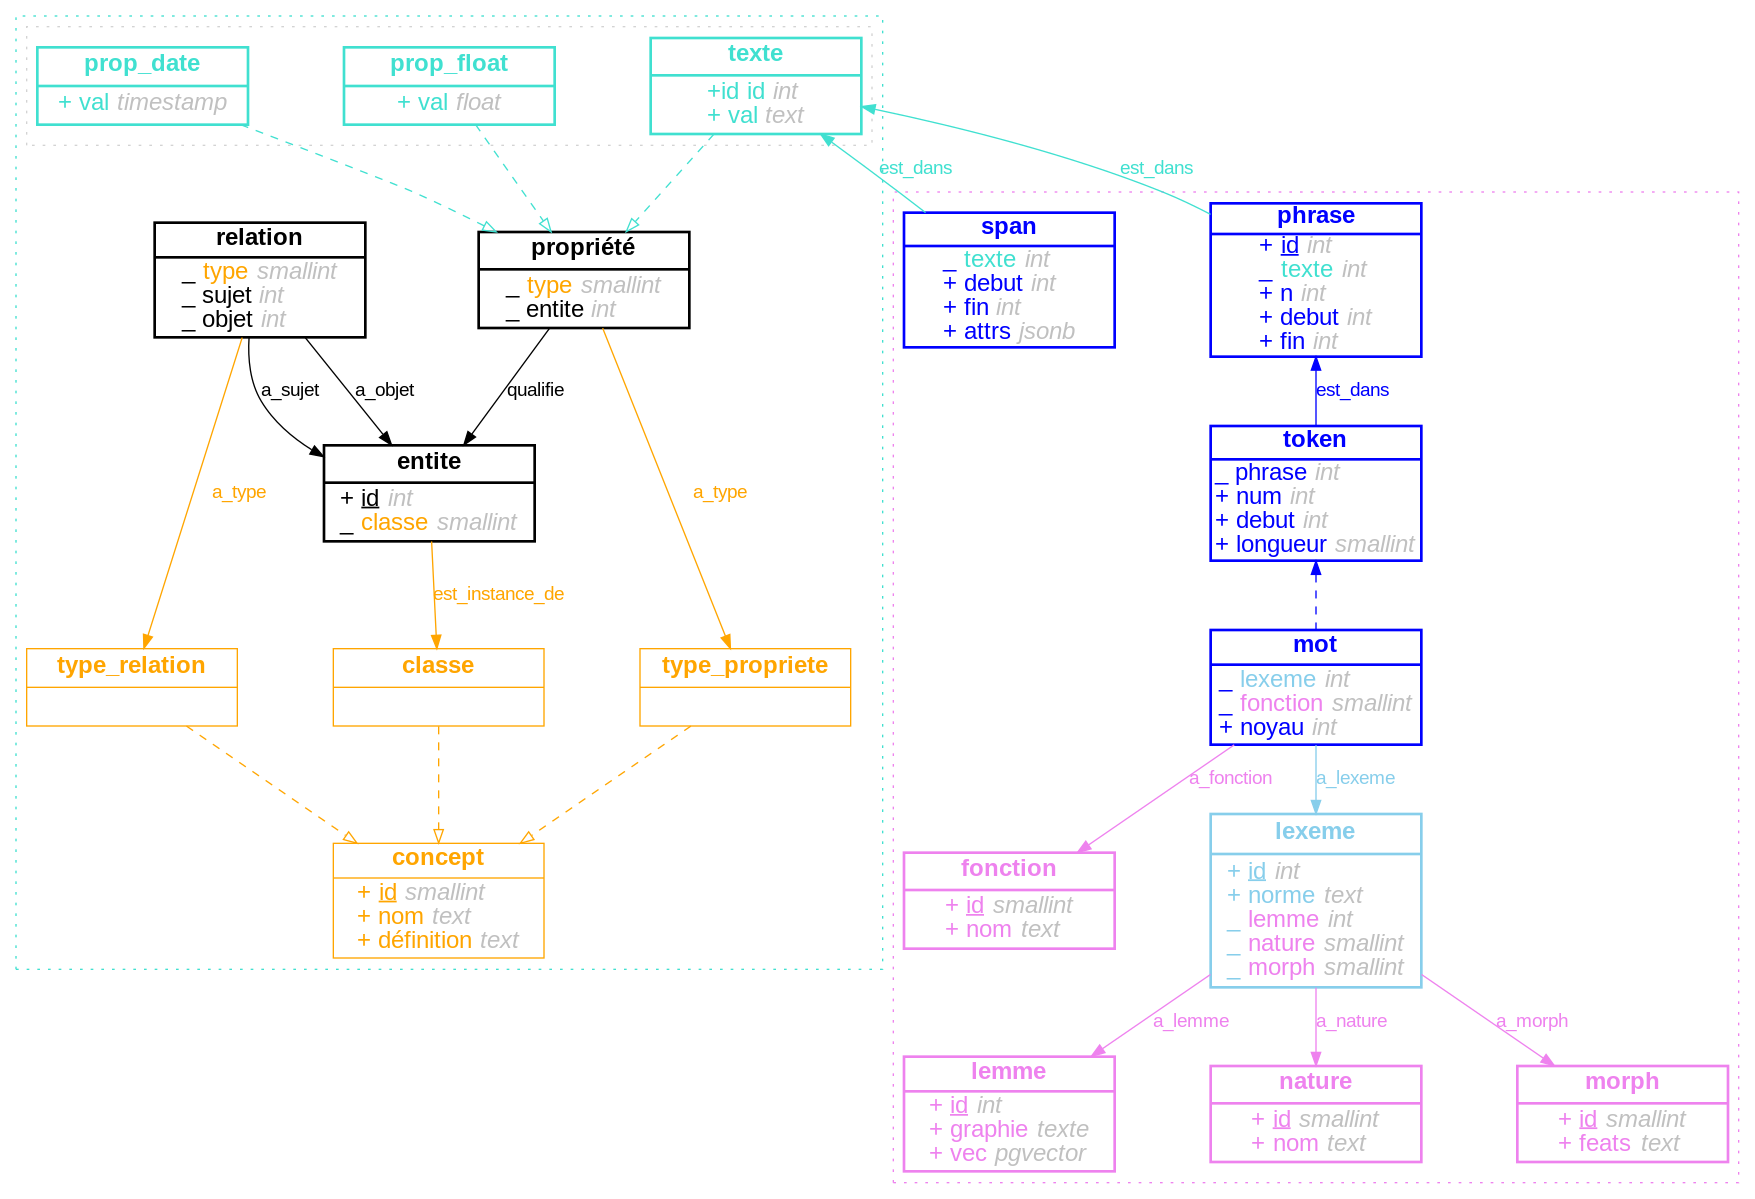 prop_date
+ val timestamp
prop_float
+ val float
texte
+id id int
+ val text
est_dans
est_dans
relation
_ type smallint
_ sujet int
_ objet int
propriété
_ type smallint
_ entite int
span
_ texte int
+ debut int
+ fin int
+ attrs jsonb
phrase
+ id int
_ texte int
+ n int
+ debut int
+ fin int
a_sujet
a_objet
qualifie
est_dans
entite
+ id int
_ classe smallint
token
_ phrase int
+ num int
+ debut int
+ longueur smallint
a_type
a_type
est_instance_de
type_relation
classe
type_propriete
mot
_ lexeme int
_ fonction smallint
+ noyau int
a_fonction
a_lexeme
concept
+ id smallint
+ nom text
+ définition text
fonction
+ id smallint
+ nom text
lexeme
+ id int
+ norme text
_ lemme int
_ nature smallint
_ morph smallint
a_lemme
a_nature
a_morph
lemme
+ id int
+ graphie texte
+ vec pgvector
nature
+ id smallint
+ nom text
morph
+ id smallint
+ feats text